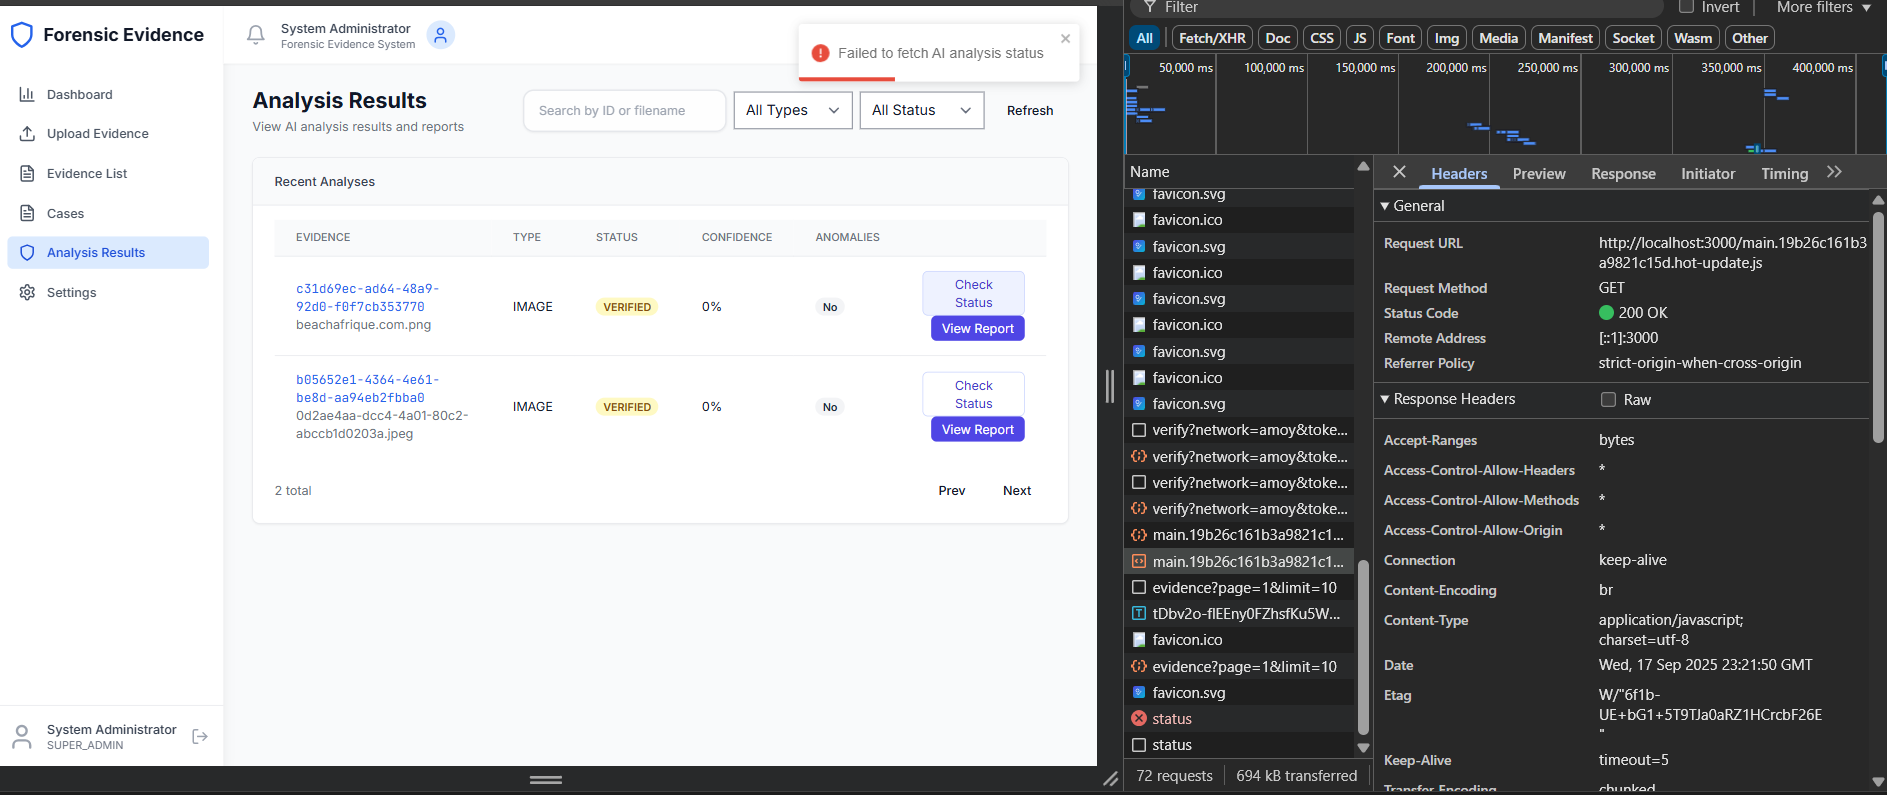 Forensic Evidence
System Administrator
Forensic Evidence System
Failed to fetch AI analysis status
Dashboard
Upload Evidence
Evidence List
Cases
Analysis Results
Settings
System Administrator
SUPER_ADMIN
Analysis Results
View AI analysis results and reports
Search by ID or filename
All Types
All Status
Refresh
Recent Analyses
EVIDENCE TYPE STATUS CONFIDENCE ANOMALIES
c31d69ec-ad64-48a9-
92d0-f0f7cb353770
beachafrique.com.png
IMAGE
VERIFIED
0%
No
Check
Status
View Report
b05652e1-4364-4e61-
be8d-aa94eb2fbba0
0d2ae4aa-dcc4-4a01-80c2-
abccb1d0203a.jpeg
IMAGE
VERIFIED
0%
No
Check
Status
View Report
2 total
Prev
Next
Filter
Invert
More filters
All Fetch/XHR Doc CSS JS Font Img Media Manifest Socket Wasm Other
50,000 ms 100,000 ms 150,000 ms 200,000 ms 250,000 ms 300,000 ms 350,000 ms 400,000 ms
Name
favicon.svg
favicon.ico
favicon.svg
favicon.ico
favicon.svg
favicon.ico
favicon.svg
favicon.ico
favicon.svg
verify?network=amoy&toke...
verify?network=amoy&toke...
verify?network=amoy&toke...
verify?network=amoy&toke...
main.19b26c161b3a9821c1...
main.19b26c161b3a9821c1...
evidence?page=1&limit=10
tDbv2o-flEEny0FZhsfKu5W...
favicon.ico
evidence?page=1&limit=10
favicon.svg
status
status
72 requests 694 kB transferred
Headers Preview Response Initiator Timing
General
Request URL
http://localhost:3000/main.19b26c161b3
a9821c15d.hot-update.js
Request Method
GET
Status Code
200 OK
Remote Address
[::1]:3000
Referrer Policy
strict-origin-when-cross-origin
Response Headers
Raw
Accept-Ranges
bytes
Access-Control-Allow-Headers
*
Access-Control-Allow-Methods
*
Access-Control-Allow-Origin
*
Connection
keep-alive
Content-Encoding
br
Content-Type
application/javascript;
charset=utf-8
Date
Wed, 17 Sep 2025 23:21:50 GMT
Etag
W/"6f1b-
UE+bG1+5T9TJa0aRZ1HCrcbF26E
"
Keep-Alive
timeout=5
Transfer-Encoding
chunked